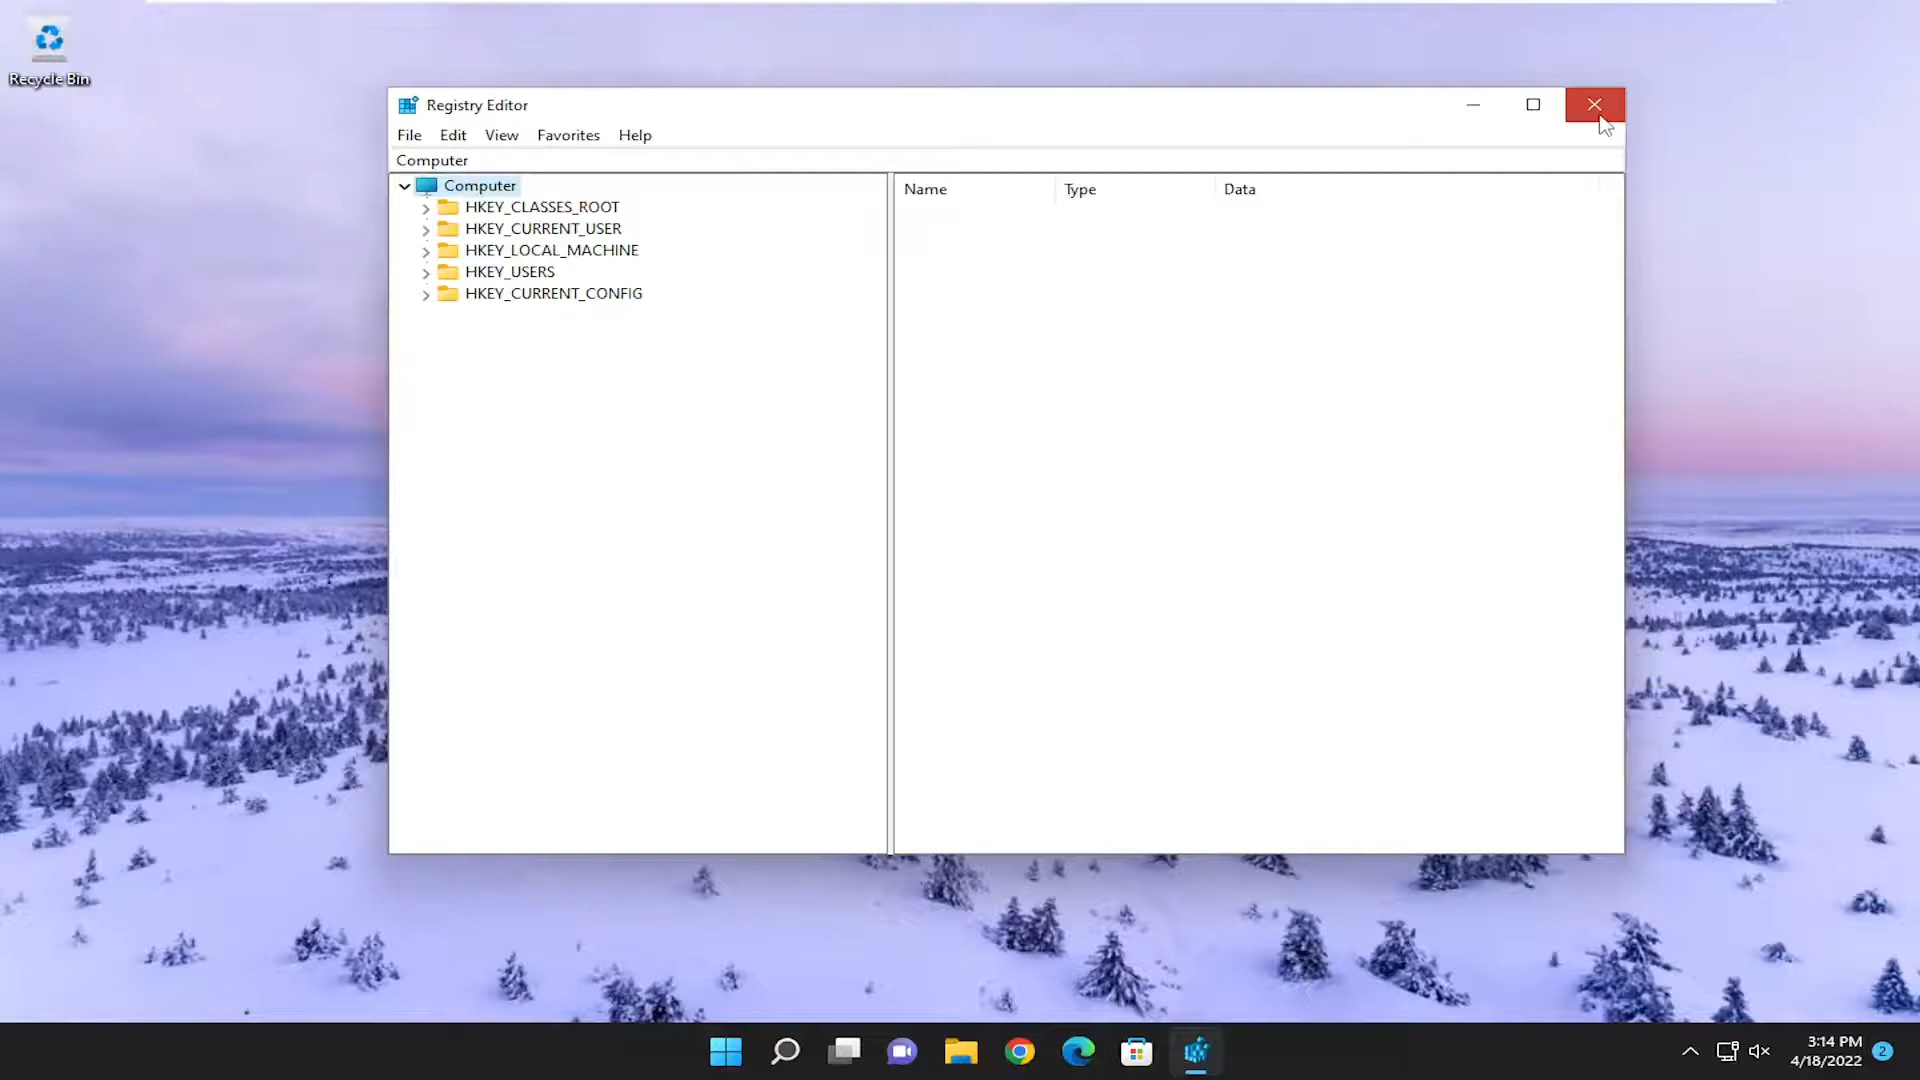 Recycle Bin
Registry Editor
File Edit View Favorites Help
Computer
Computer
HKEY_CLASSES_ROOT
HKEY_CURRENT_USER
HKEY_LOCAL_MACHINE
HKEY_USERS
HKEY_CURRENT_CONFIG
Name Type Data
3:14 PM
4/18/2022
2